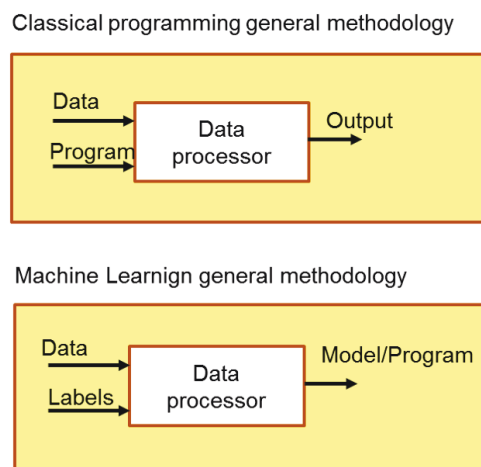 Classical programming general methodology
Data
Program
Data
processor
Output
Machine Learnign general methodology
Data
Labels
Data
processor
Model/Program